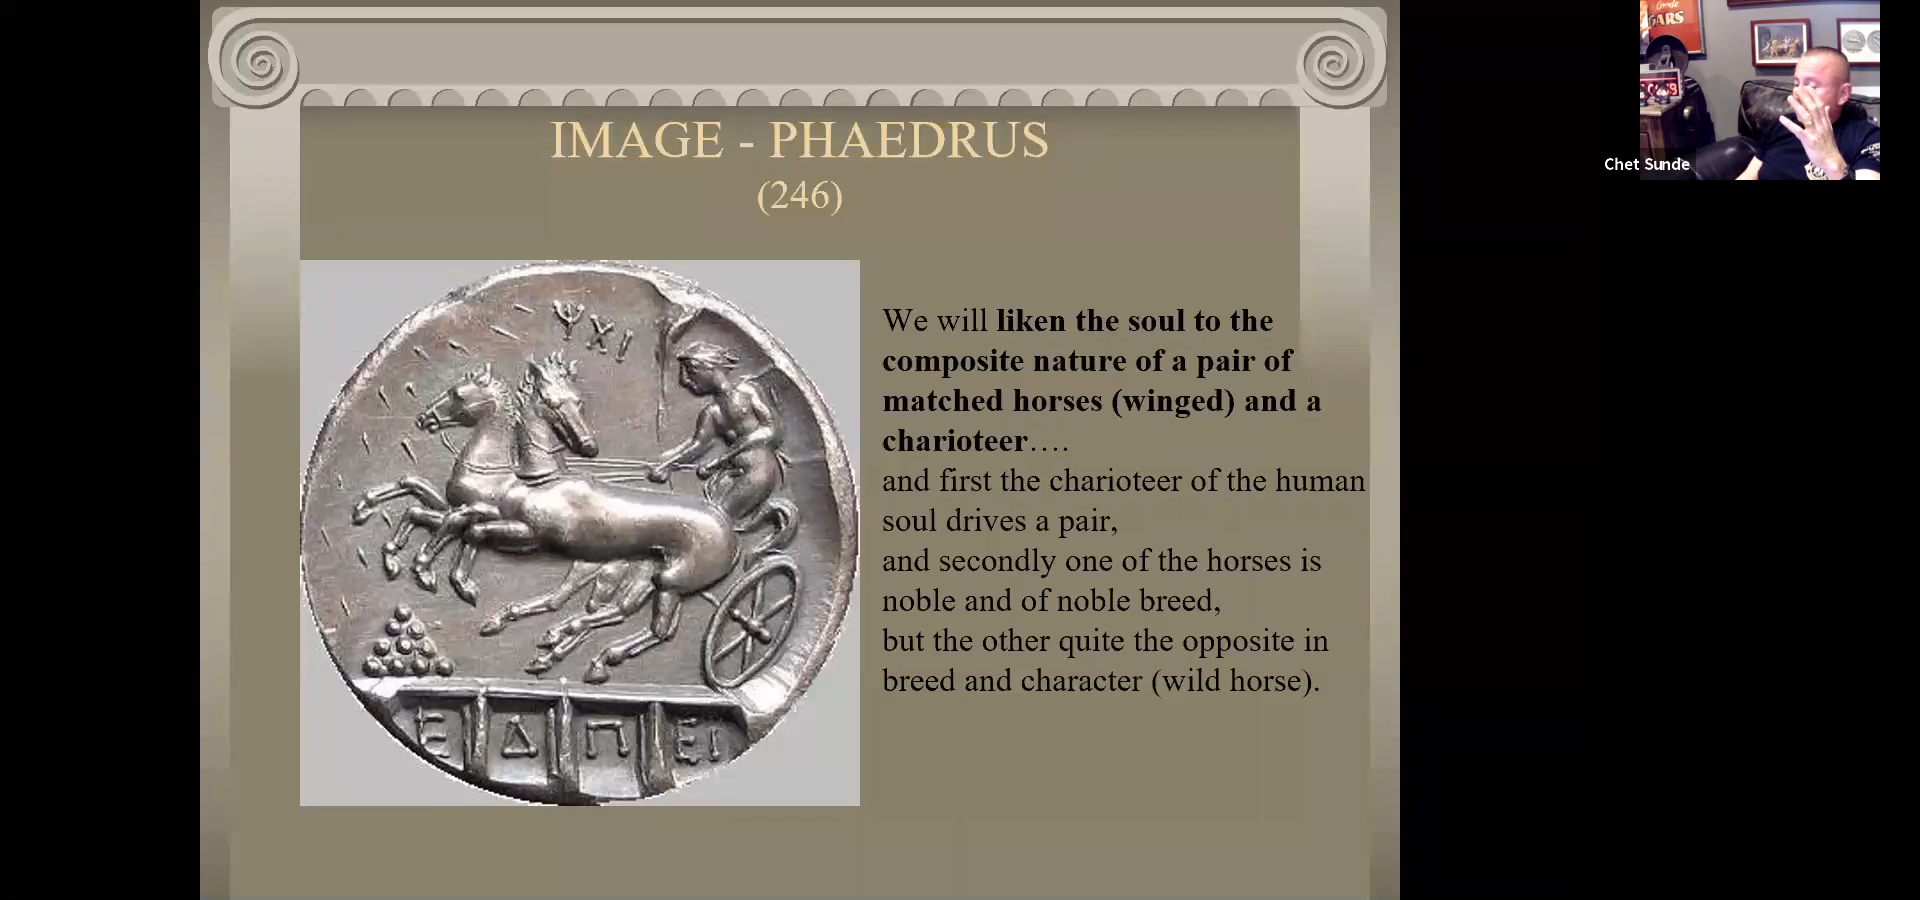 IMAGE - PHAEDRUS
(246)
ΨΧΙ
Ε Δ Π ΕΙ
We will liken the soul to the
composite nature of a pair of
matched horses (winged) and a
charioteer….
and first the charioteer of the human
soul drives a pair,
and secondly one of the horses is
noble and of noble breed,
but the other quite the opposite in
breed and character (wild horse).
Chet Sunde